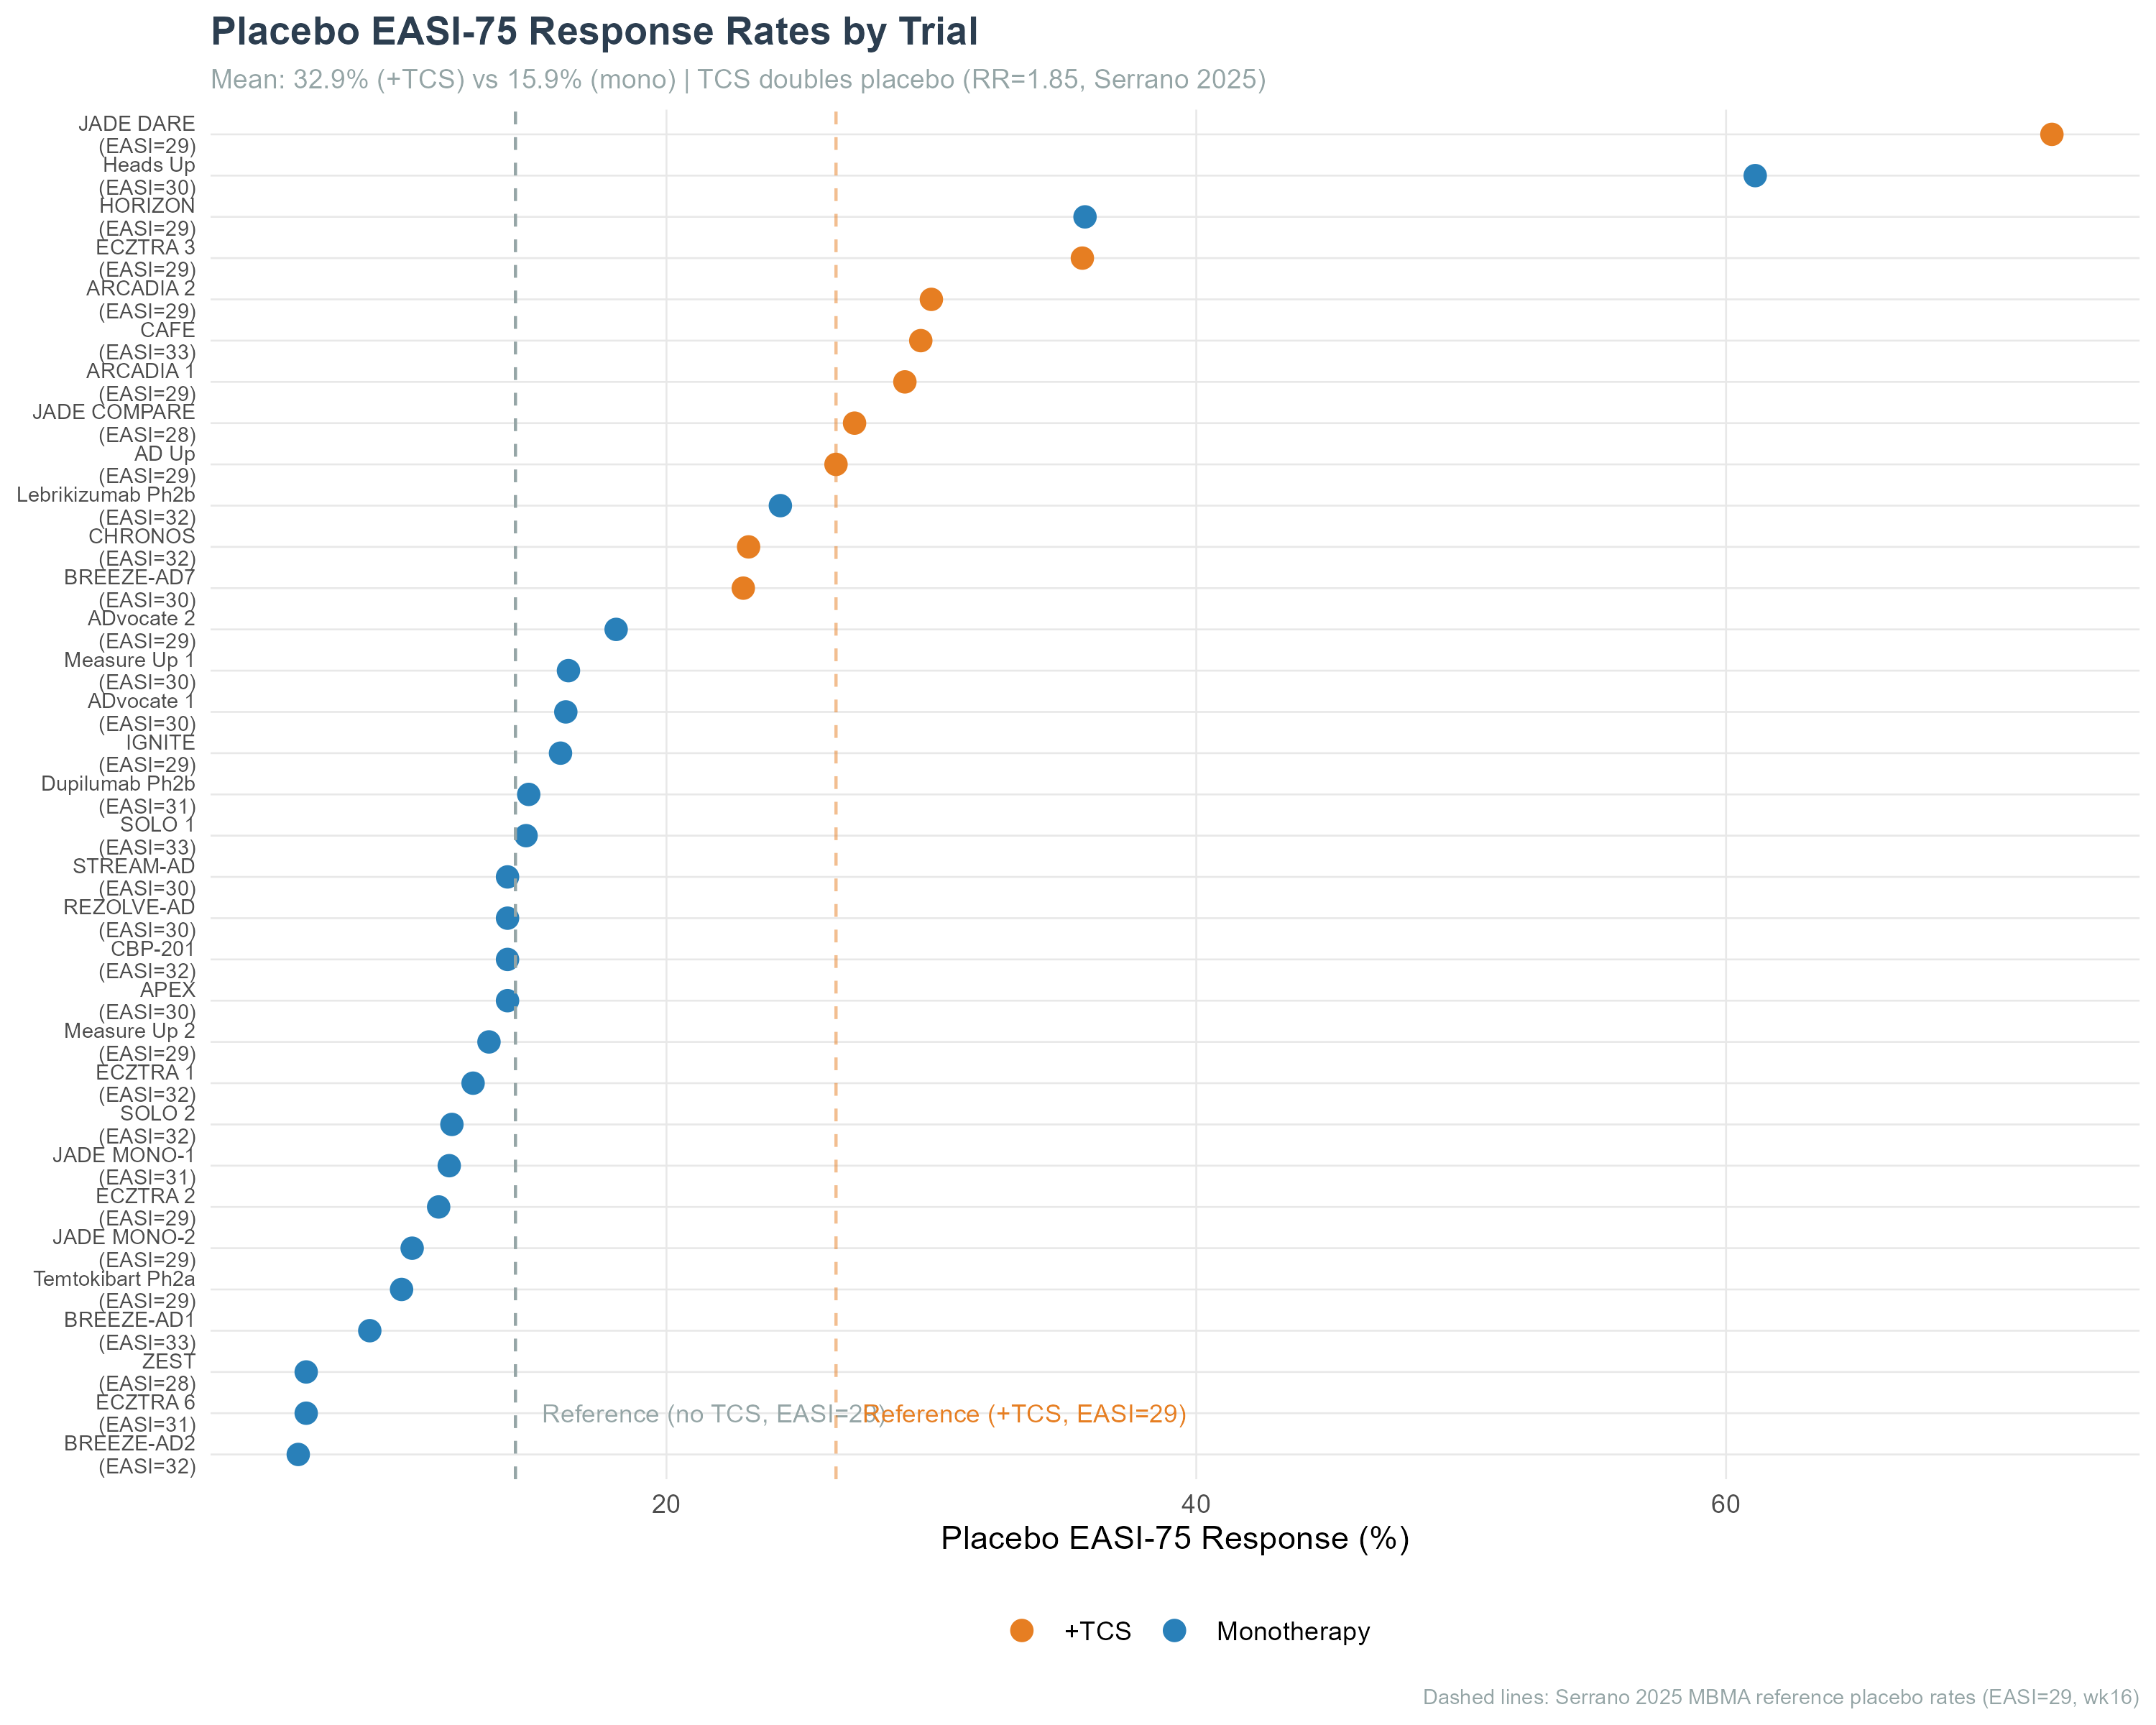 Placebo EASI-75 Response Rates by Trial
Mean: 32.9% (+TCS) vs 15.9% (mono) | TCS doubles placebo (RR=1.85, Serrano 2025)
JADE DARE
(EASI=29)
Heads Up
(EASI=30)
HORIZON
(EASI=29)
ECZTRA 3
(EASI=29)
ARCADIA 2
(EASI=29)
CAFE
(EASI=33)
ARCADIA 1
(EASI=29)
JADE COMPARE
(EASI=28)
AD Up
(EASI=29)
Lebrikizumab Ph2b
(EASI=32)
CHRONOS
(EASI=32)
BREEZE-AD7
(EASI=30)
ADvocate 2
(EASI=29)
Measure Up 1
(EASI=30)
ADvocate 1
(EASI=30)
IGNITE
(EASI=29)
Dupilumab Ph2b
(EASI=31)
SOLO 1
(EASI=33)
STREAM-AD
(EASI=30)
REZOLVE-AD
(EASI=30)
CBP-201
(EASI=32)
APEX
(EASI=30)
Measure Up 2
(EASI=29)
ECZTRA 1
(EASI=32)
SOLO 2
(EASI=32)
JADE MONO-1
(EASI=31)
ECZTRA 2
(EASI=29)
JADE MONO-2
(EASI=29)
Temtokibart Ph2a
(EASI=29)
BREEZE-AD1
(EASI=33)
ZEST
(EASI=28)
ECZTRA 6
(EASI=31)
BREEZE-AD2
(EASI=32)
Reference (no TCS, EASI=29)
Reference (+TCS, EASI=29)
20 40 60
Placebo EASI-75 Response (%)
+TCS Monotherapy
Dashed lines: Serrano 2025 MBMA reference placebo rates (EASI=29, wk16)